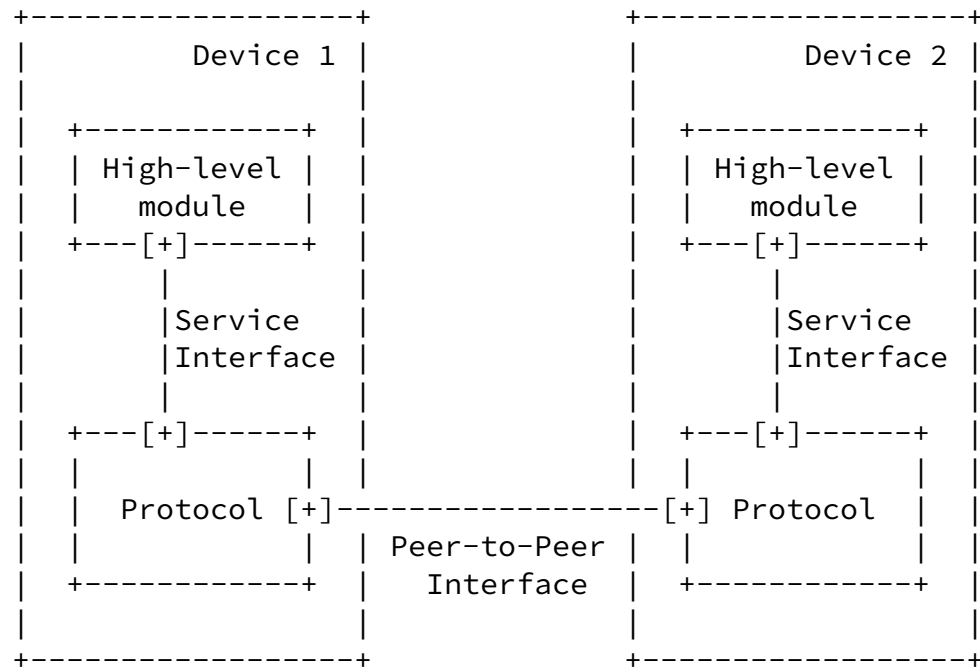 Device 1 Device 2
High-level High-level
module module
Service Service
Interface Interface
Protocol Protocol
Peer-to-Peer
Interface